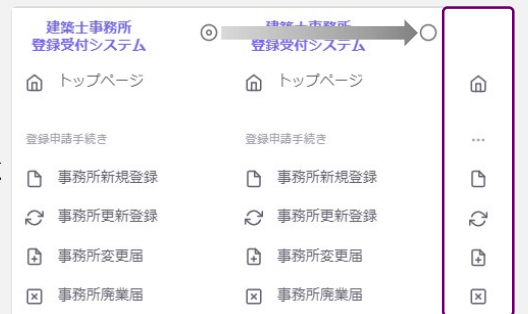 建築士事務所
登録受付システム
トップページ
登録申請手続き
事務所新規登録
事務所更新登録
事務所変更届
事務所廃業届
建築士事務所
登録受付システム
トップページ
登録申請手続き
事務所新規登録
事務所更新登録
事務所変更届
事務所廃業届
...